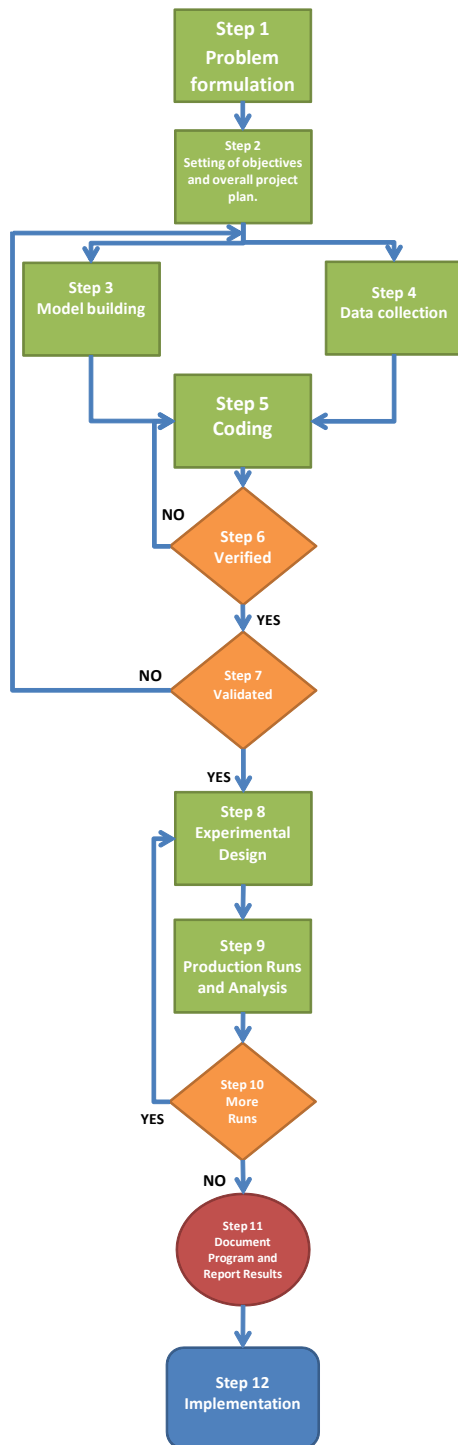 Step 1
Problem
formulation
Step 2
Setting of objectives
and overall project
plan.
Step 3
Model building
Step 4
Data collection
Step 5
Coding
NO
Step 6
Verified
YES
NO
Step 7
Validated
YES
Step 8
Experimental
Design
Step 9
Production Runs
and Analysis
Step 10
More
Runs
YES
NO
Step 11
Document
Program and
Report Results
Step 12
Implementation